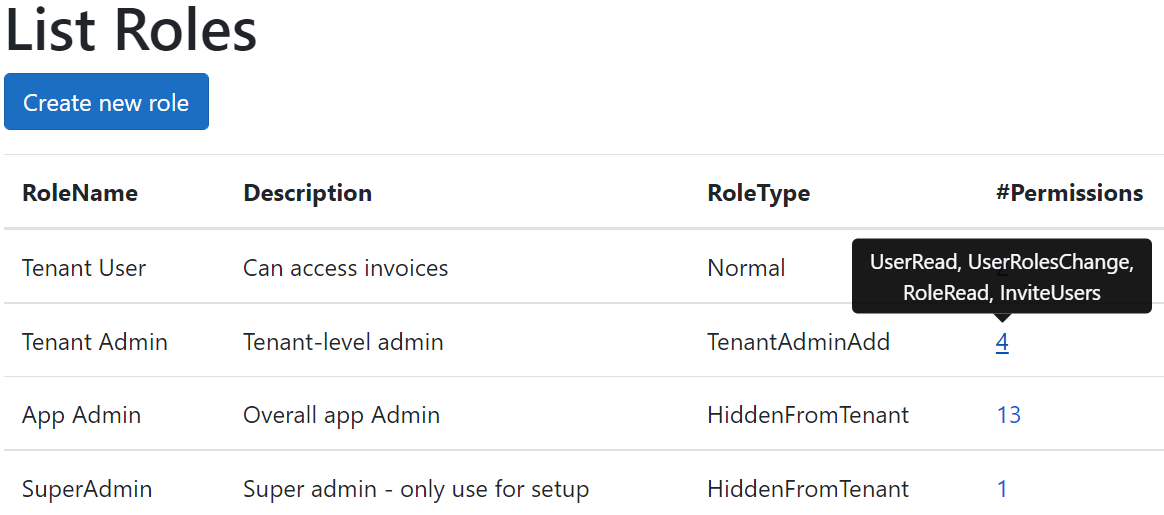 List Roles
Create new role
RoleName Description RoleType #Permissions
Tenant User Can access invoices Normal
UserRead, UserRolesChange,
RoleRead, InviteUsers
Tenant Admin Tenant-level admin TenantAdminAdd 4
App Admin Overall app Admin HiddenFromTenant 13
SuperAdmin Super admin - only use for setup HiddenFromTenant 1